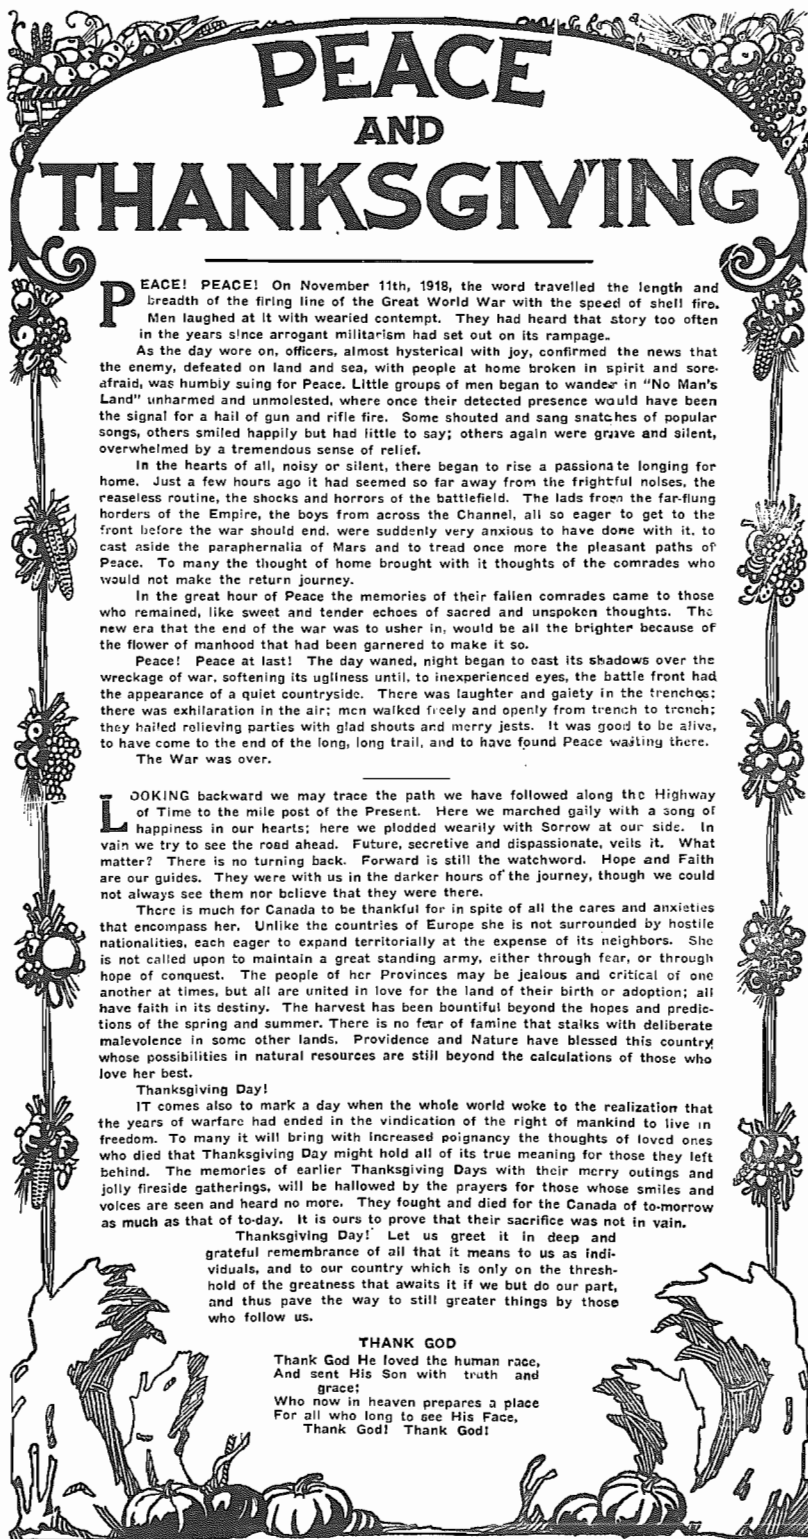 PEACE
AND
THANKSGIVING
PEACE! PEACE! On November 11th, 1918, the word travelled the length and
breadth of the firing line of the Great World War with the speed of shell fire.
Men laughed at it with wearied contempt. They had heard that story too often
in the years since arrogant militarism had set out on its rampage.
As the day wore on, officers, almost hysterical with joy, confirmed the news that
the enemy, defeated on land and sea, with people at home broken in spirit and sore-
afraid, was humbly suing for Peace. Little groups of men began to wander in "No Man's
Land" unharmed and unmolested, where once their detected presence would have been
the signal for a hail of gun and rifle fire. Some shouted and sang snatches of popular
songs, others smiled happily but had little to say; others again were grave and silent,
overwhelmed by a tremendous sense of relief.
In the hearts of all, noisy or silent, there began to rise a passionate longing for
home. Just a few hours ago it had seemed so far away from the frightful noises, the
reaseless routine, the shocks and horrors of the battlefield. The lads from the far-flung
horders of the Empire, the boys from across the Channel, all so eager to get to the
front before the war should end, were suddenly very anxious to have done with it, to
cast aside the paraphernalia of Mars and to tread once more the pleasant paths of
Peace. To many the thought of home brought with it thoughts of the comrades who
would not make the return journey.
In the great hour of Peace the memories of their fallen comrades came to those
who remained, like sweet and tender echoes of sacred and unspoken thoughts. The
new era that the end of the war was to usher in, would be all the brighter because of
the flower of manhood that had been garnered to make it so.
Peace! Peace at last! The day waned, night began to cast its shadows over the
wreckage of war, softening its ugliness until, to inexperienced eyes, the battle front had
the appearance of a quiet countryside. There was laughter and gaiety in the trenches;
there was exhilaration in the air; men walked freely and openly from trench to trench;
they hailed relieving parties with glad shouts and merry jests. It was good to be alive,
to have come to the end of the long, long trail, and to have found Peace waiting there.
The War was over.
LOOKING backward we may trace the path we have followed along the Highway
of Time to the mile post of the Present. Here we marched gaily with a song of
happiness in our hearts; here we plodded wearily with Sorrow at our side. In
vain we try to see the road ahead. Future, secretive and dispassionate, veils it. What
matter? There is no turning back. Forward is still the watchword. Hope and Faith
are our guides. They were with us in the darker hours of the journey, though we could
not always see them nor believe that they were there.
There is much for Canada to be thankful for in spite of all the cares and anxieties
that encompass her. Unlike the countries of Europe she is not surrounded by hostile
nationalities, each eager to expand territorially at the expense of its neighbors. She
is not called upon to maintain a great standing army, either through fear, or through
hope of conquest. The people of her Provinces may be jealous and critical of one
another at times, but all are united in love for the land of their birth or adoption; all
have faith in its destiny. The harvest has been bountiful beyond the hopes and predic-
tions of the spring and summer. There is no fear of famine that stalks with deliberate
malevolence in some other lands. Providence and Nature have blessed this country
whose possibilities in natural resources are still beyond the calculations of those who
love her best.
Thanksgiving Day!
IT comes also to mark a day when the whole world woke to the realization that
the years of warfare had ended in the vindication of the right of mankind to live in
freedom. To many it will bring with increased poignancy the thoughts of loved ones
who died that Thanksgiving Day might hold all of its true meaning for those they left
behind. The memories of earlier Thanksgiving Days with their merry outings and
jolly fireside gatherings, will be hallowed by the prayers for those whose smiles and
voices are seen and heard no more. They fought and died for the Canada of to-morrow
as much as that of to-day. It is ours to prove that their sacrifice was not in vain.
Thanksgiving Day! Let us greet it in deep and
grateful remembrance of all that it means to us as indi-
viduals, and to our country which is only on the thresh-
hold of the greatness that awaits it if we but do our part,
and thus pave the way to still greater things by those
who follow us.
THANK GOD
Thank God He loved the human race,
And sent His Son with truth and
grace;
Who now in heaven prepares a place
For all who long to see His Face,
Thank God! Thank God!